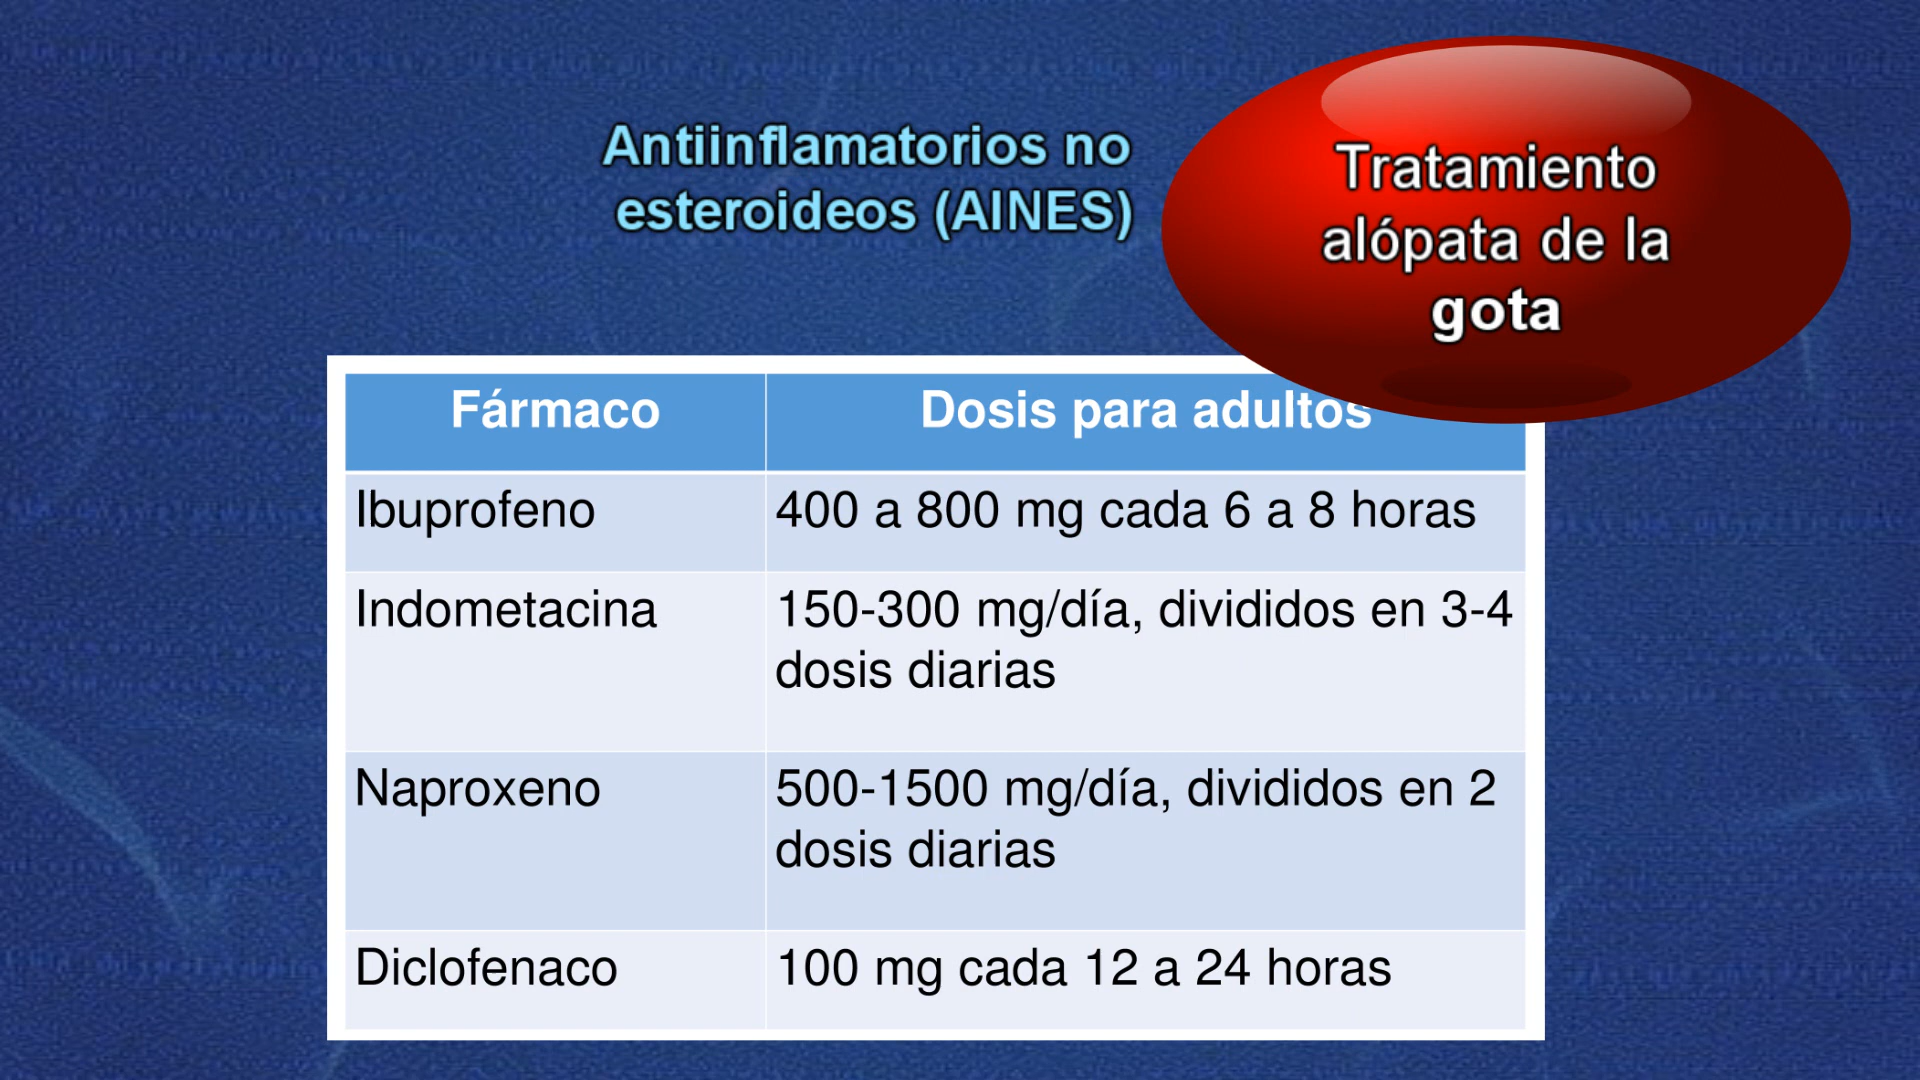 Antiinflamatorios no
esteroideos (AINES)
Tratamiento
alópata de la
gota
Fármaco
Dosis para adultos
Ibuprofeno
400 a 800 mg cada 6 a 8 horas
Indometacina
150-300 mg/día, divididos en 3-4
dosis diarias
Naproxeno
500-1500 mg/día, divididos en 2
dosis diarias
Diclofenaco
100 mg cada 12 a 24 horas